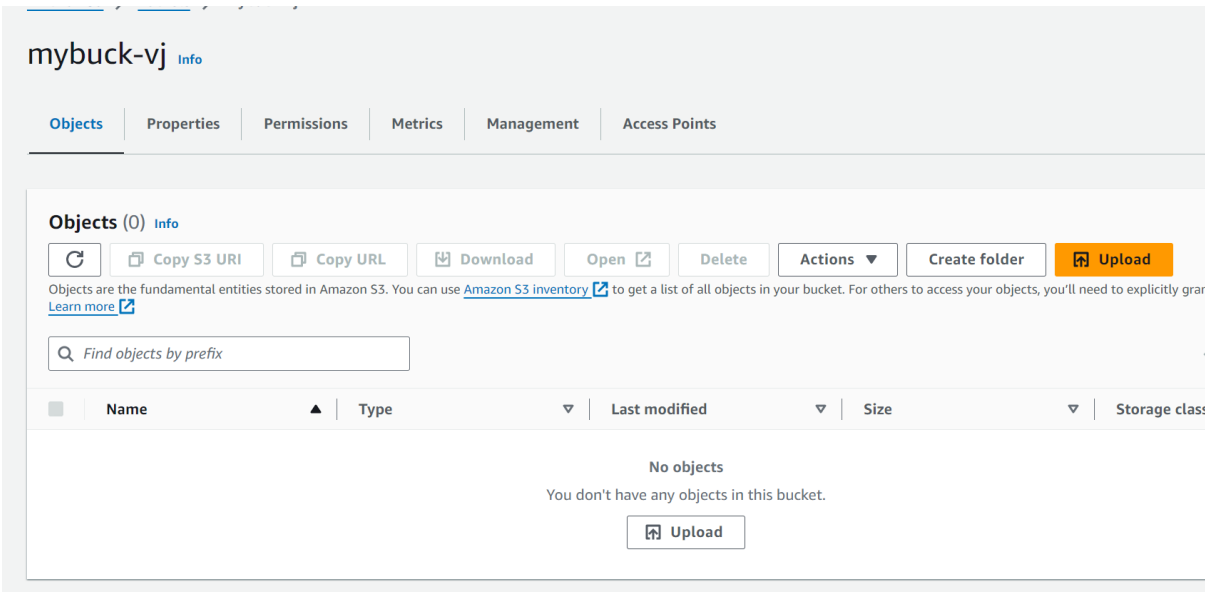 mybuck-vj Info
Objects Properties Permissions Metrics Management Access Points
Objects (0) Info
Copy S3 URI Copy URL Download Open Delete Actions Create folder Upload
Objects are the fundamental entities stored in Amazon S3. You can use Amazon S3 inventory to get a list of all objects in your bucket. For others to access your objects, you'll need to explicitly gran
Learn more
Find objects by prefix
Name Type Last modified Size Storage class
No objects
You don't have any objects in this bucket.
Upload